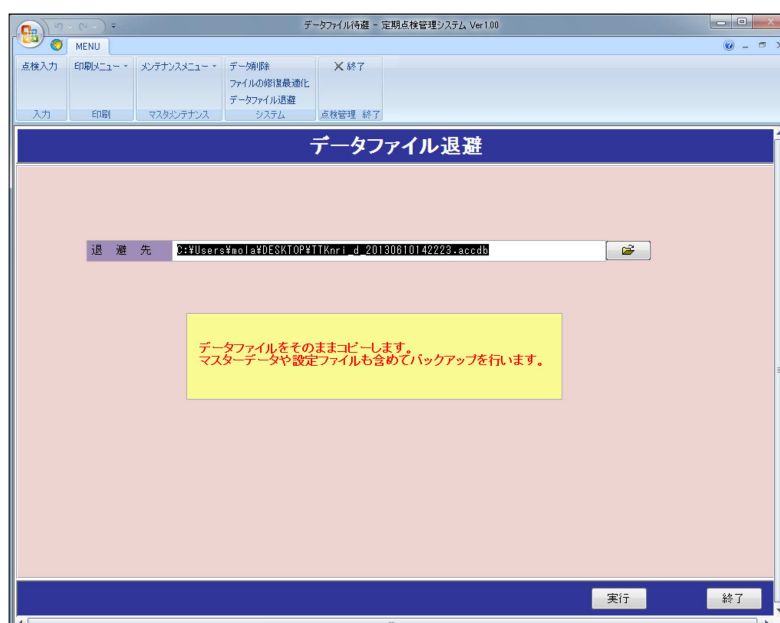 データファイル待避 - 定期点検管理システム Ver1.00
MENU
点検入力
印刷メニュー
メンテナンスメニュー
データ削除
ファイルの修復最適化
データファイル退避
終了
入力
印刷
マスタメンテナンス
システム
点検管理 終了
データファイル退避
退 避 先
C:¥Users¥mola¥DESKTOP¥TTKnri_d_20130610142223.accdb
データファイルをそのままコピーします。
マスターデータや設定ファイルも含めてバックアップを行います。
実行
終了